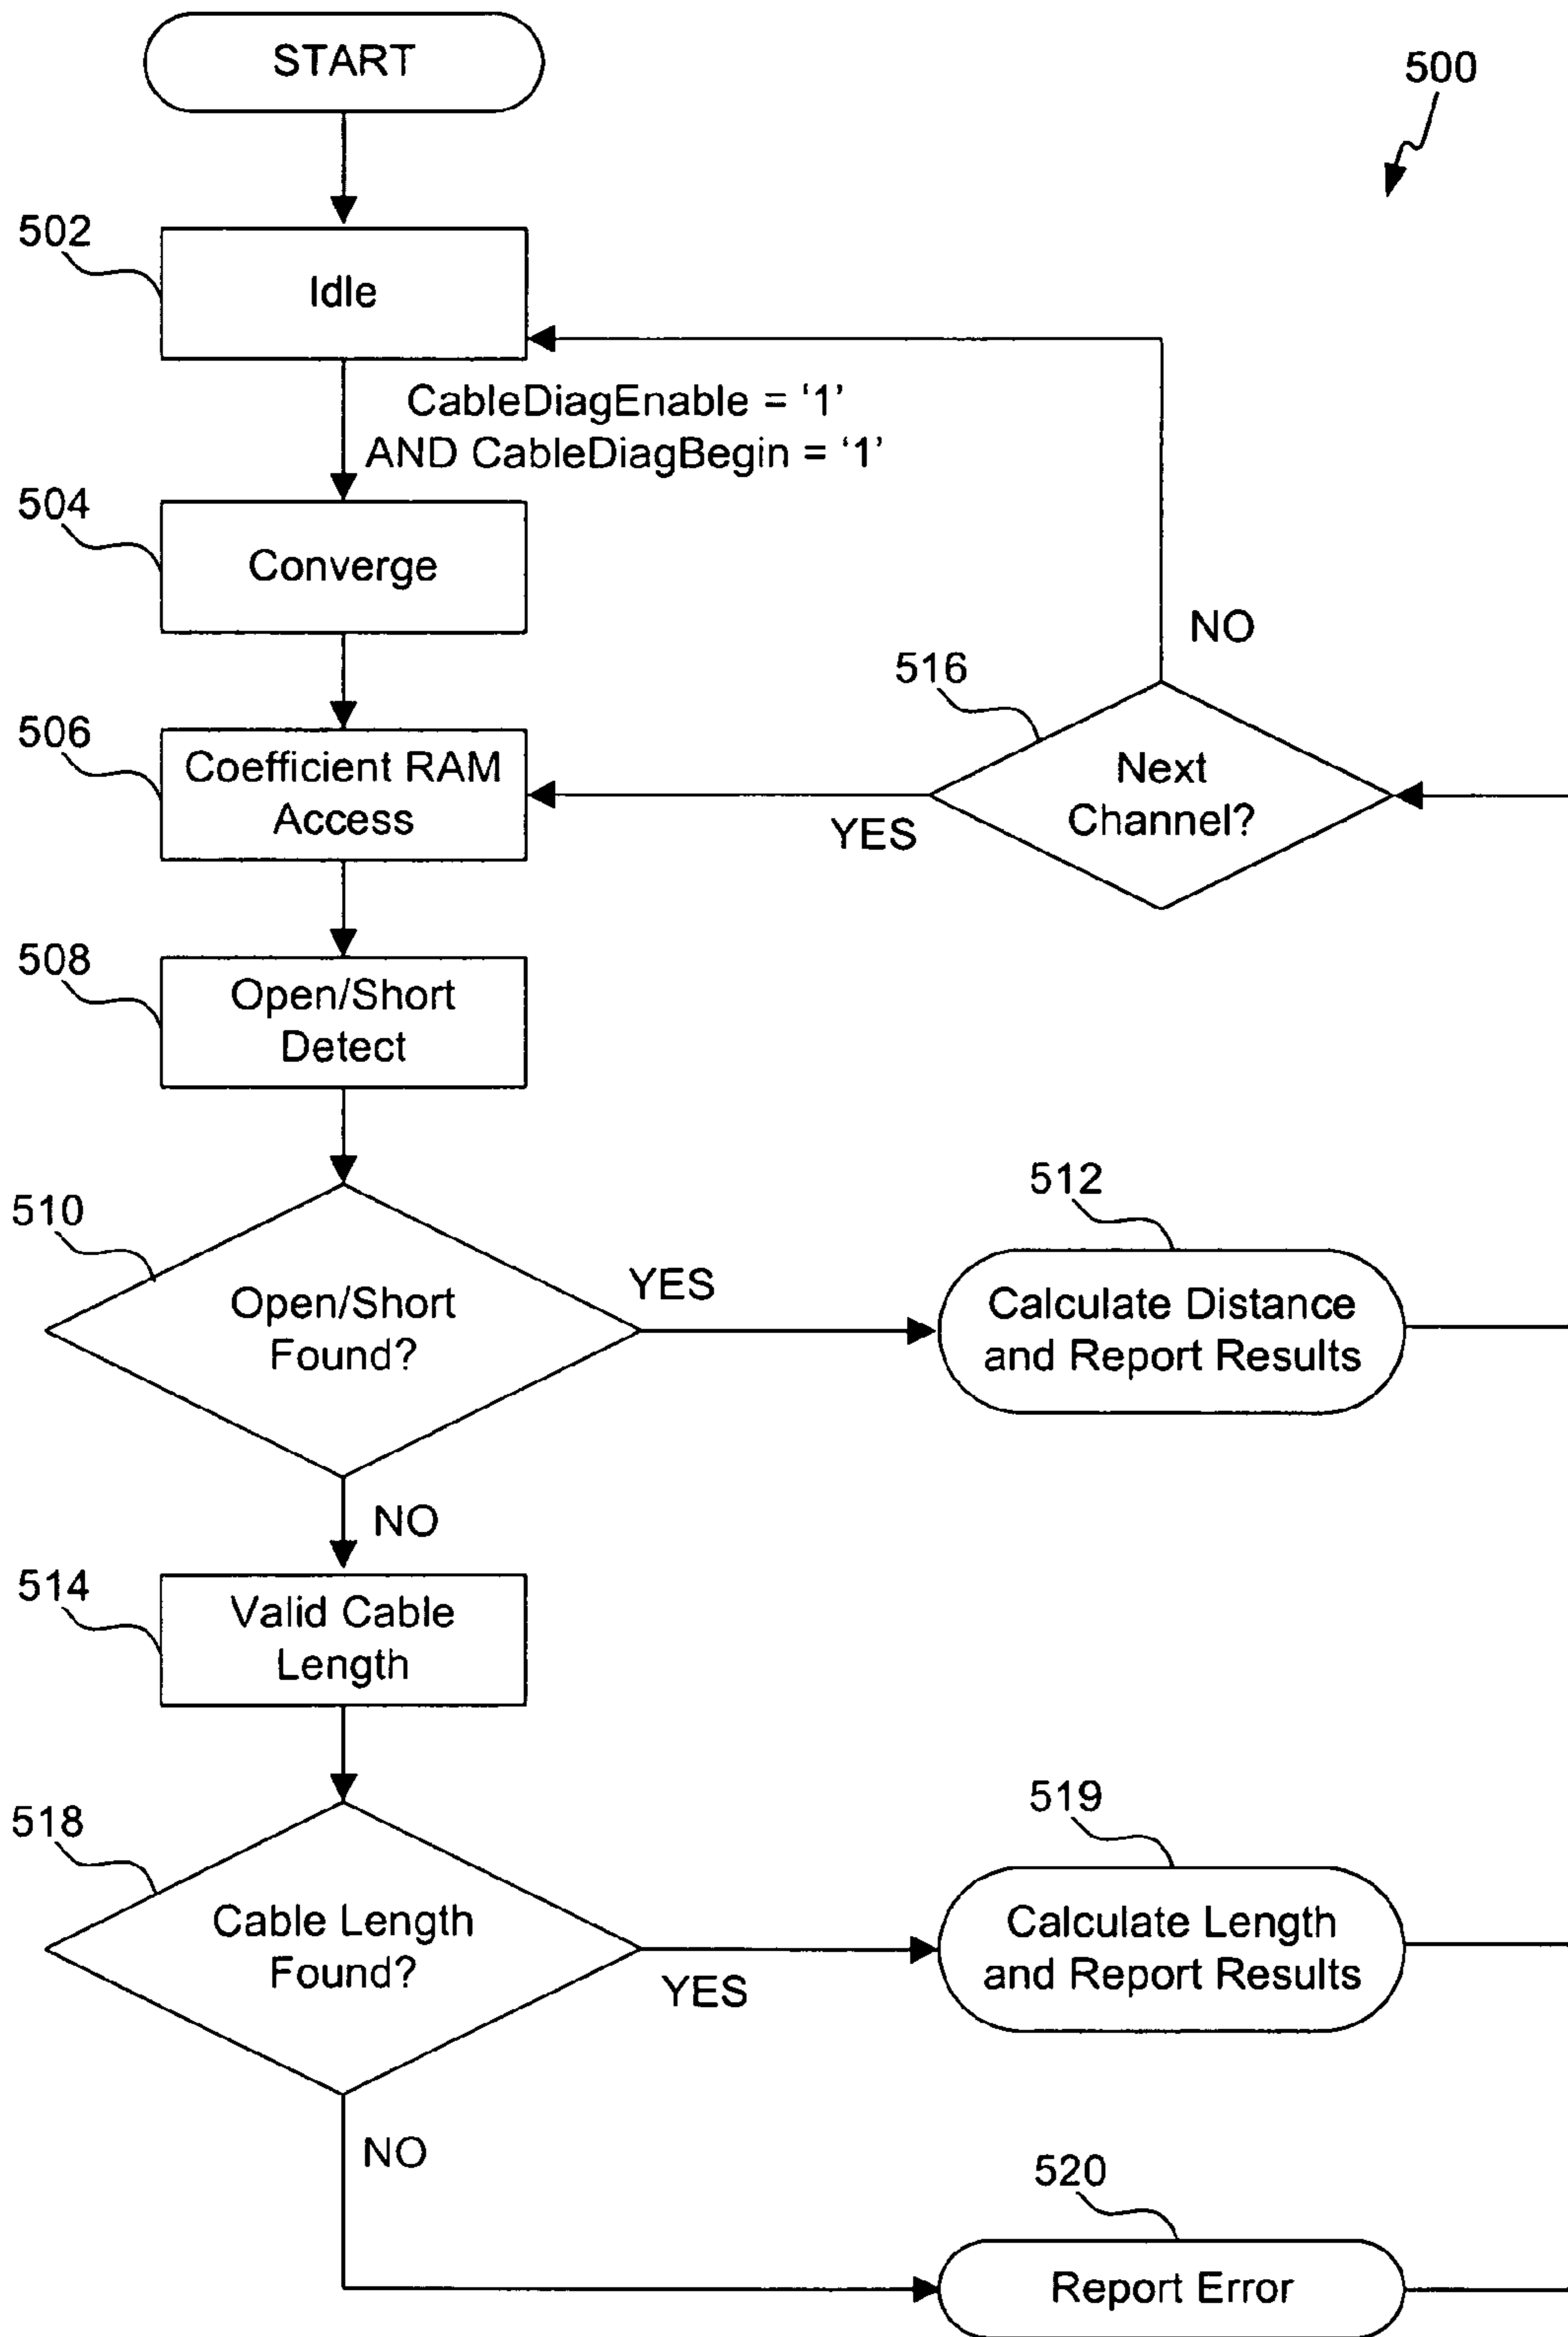 START
500
502
Idle
CableDiagEnable = ‘1’
AND CableDiagBegin = ‘1’
504
Converge
NO
516
506
Coefficient RAM
Access
Next
Channel?
YES
508
Open/Short
Detect
510
Open/Short
Found?
YES
512
Calculate Distance
and Report Results
NO
514
Valid Cable
Length
518
Cable Length
Found?
YES
519
Calculate Length
and Report Results
NO
520
Report Error